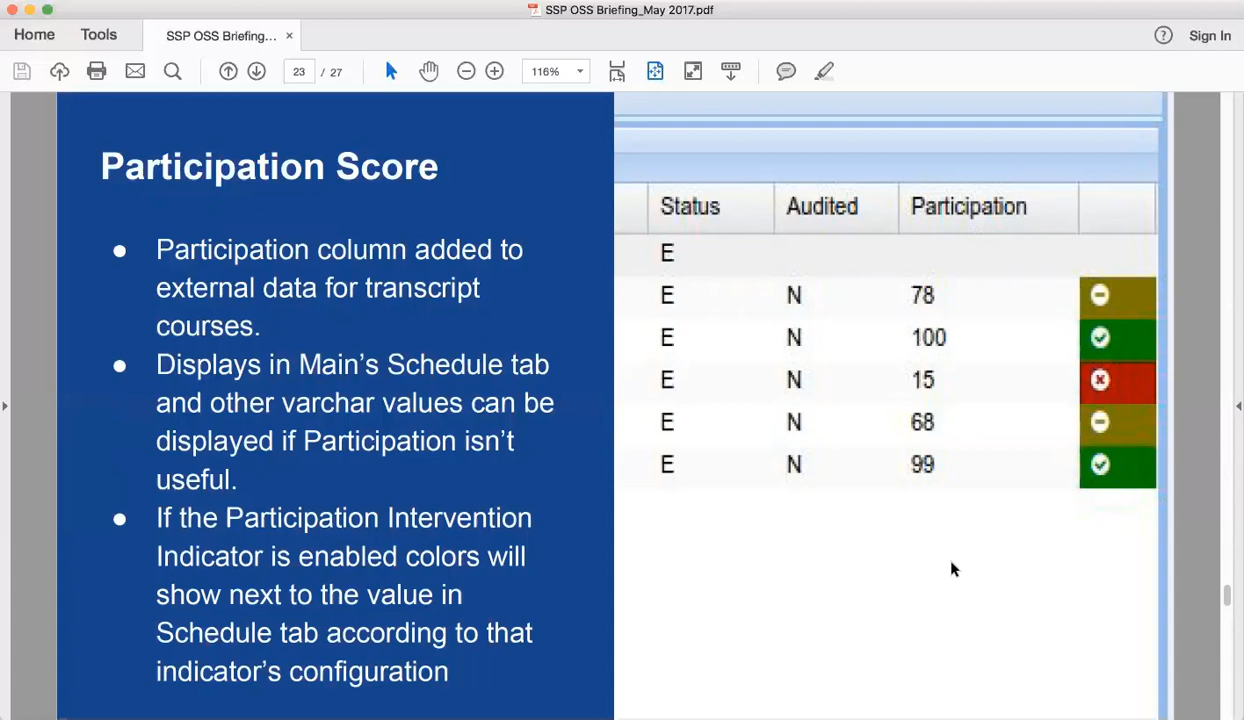 SSP OSS Briefing_May 2017.pdf
Home Tools SSP OSS Briefing... × ? Sign In
23 / 27 116%
Participation Score
● Participation column added to
external data for transcript
courses.
● Displays in Main’s Schedule tab
and other varchar values can be
displayed if Participation isn’t
useful.
● If the Participation Intervention
Indicator is enabled colors will
show next to the value in
Schedule tab according to that
indicator’s configuration
Status Audited Participation
E
E N 78
E N 100
E N 15
E N 68
E N 99